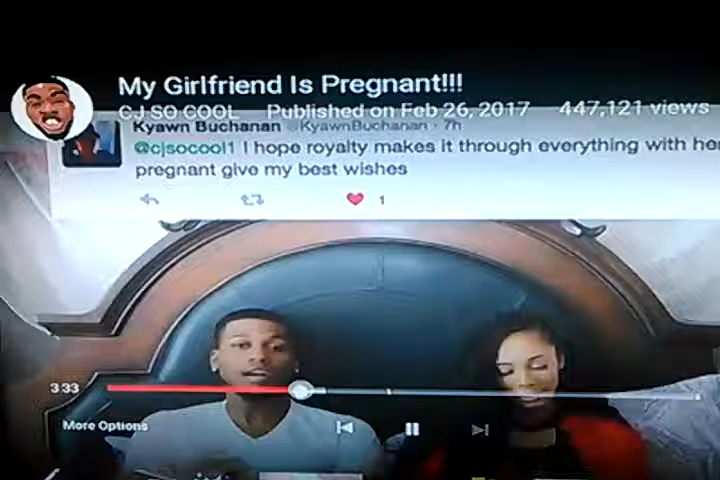 My Girlfriend Is Pregnant!!!
CJ SO COOL Published on Feb 26, 2017 447,121 views
Kyawn Buchanan @KyawnBuchanan · 7h
@cjsocool1 I hope royalty makes it through everything with her
pregnant give my best wishes
1
3:33
More Options